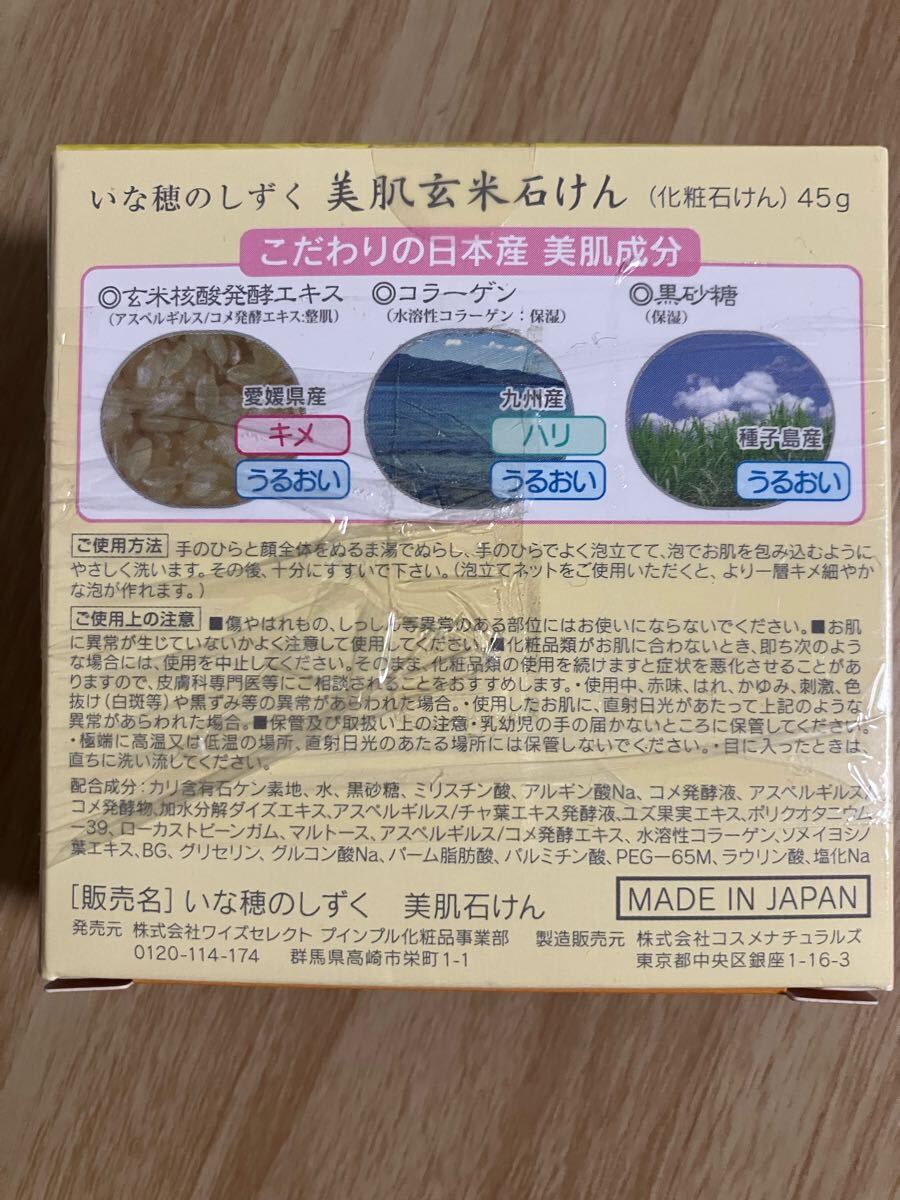 いな穂のしずく 美肌玄米石けん (化粧石けん) 45g
こだわりの日本産 美肌成分
◎玄米核酸発酵エキス
(アスペルギルス/コメ発酵エキス:整肌)
愛媛県産
キメ
うるおい
◎コラーゲン
(水溶性コラーゲン:保湿)
九州産
ハリ
うるおい
◎黒砂糖
(保湿)
種子島産
うるおい
ご使用方法 手のひらと顔全体をぬるま湯でぬらし、手のひらでよく泡立てて、泡でお肌を包み込むように
やさしく洗います。その後、十分にすすいで下さい。(泡立てネットをご使用いただくと、より一層キメ細やか
な泡が作れます。)
ご使用上の注意 ■傷やはれもの、しっしん等異常のある部位にはお使いにならないでください。■お肌
に異常が生じていないかよく注意して使用してください。■化粧品類がお肌に合わないとき、即ち次のよう
な場合には、使用を中止してください。そのまま、化粧品類の使用を続けますと症状を悪化させることがあ
りますので、皮膚科専門医等にご相談されることをおすすめします。・使用中、赤味、はれ、かゆみ、刺激、色
抜け(白斑等)や黒ずみ等の異常があらわれた場合。・使用したお肌に、直射日光があたって上記のような
異常があらわれた場合。■保管及び取扱い上の注意・乳幼児の手の届かないところに保管してください。
・極端に高温又は低温の場所、直射日光のあたる場所には保管しないでください。・目に入ったときは、
直ちに洗い流してください。
配合成分:カリ含有石ケン素地、水、黒砂糖、ミリスチン酸、アルギン酸Na、コメ発酵液、アスペルギルス/
コメ発酵物、加水分解ダイズエキス、アスペルギルス/チャ葉エキス発酵液、ユズ果実エキス、ポリクオタニウム
ー39、ローカストビーンガム、マルトース、アスペルギルス/コメ発酵エキス、水溶性コラーゲン、ソメイヨシノ
葉エキス、BG、グリセリン、グルコン酸Na、パーム脂肪酸、パルミチン酸、PEGー65M、ラウリン酸、塩化Na
[販売名] いな穂のしずく 美肌石けん
MADE IN JAPAN
発売元 株式会社ワイズセレクト プインプル化粧品事業部 製造販売元 株式会社コスメナチュラルズ
0120-114-174 群馬県高崎市栄町1-1 東京都中央区銀座1-16-3